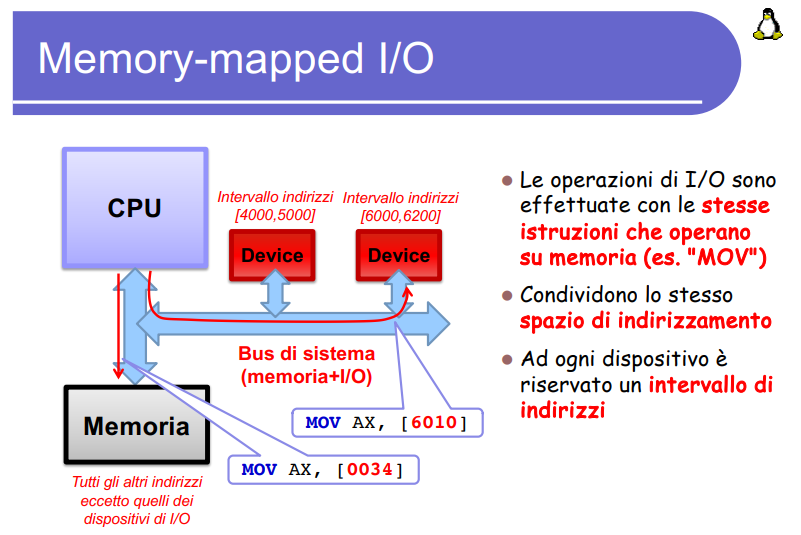 Memory-mapped I/O
CPU
Intervallo indirizzi
[4000,5000]
Intervallo indirizzi
[6000,6200]
Device
Device
Bus di sistema
(memoria+I/O)
Memoria
MOV AX, [6010]
MOV AX, [0034]
Tutti gli altri indirizzi
eccetto quelli dei
dispositivi di I/O
Le operazioni di I/O sono
effettuate con le stesse
istruzioni che operano
su memoria (es. "MOV")
Condividono lo stesso
spazio di indirizzamento
Ad ogni dispositivo è
riservato un intervallo di
indirizzi